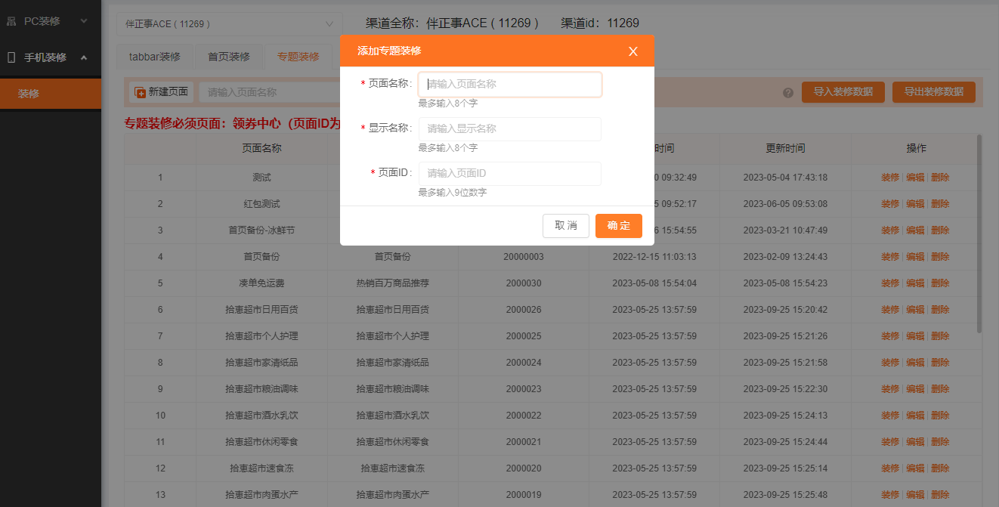 PC装修
手机装修
装修
伴正事ACE ( 11269 )
渠道全称：伴正事ACE ( 11269 )
渠道id：11269
tabbar装修
首页装修
专题装修
新建页面
请输入页面名称
导入装修数据
导出装修数据
专题装修必须页面：领券中心（页面ID为
添加专题装修
X
* 页面名称:
请输入页面名称
最多输入8个字
* 显示名称:
请输入显示名称
最多输入8个字
* 页面ID:
请输入页面ID
最多输入9位数字
取 消
确 定
页面名称 时间 更新时间 操作
1 测试 0 09:32:49 2023-05-04 17:43:18 装修 编辑 删除
2 红包测试 5 09:52:17 2023-06-05 09:53:08 装修 编辑 删除
3 首页备份-冰鲜节 6 15:54:55 2023-03-21 10:47:49 装修 编辑 删除
4 首页备份 首页备份 20000003 2022-12-15 11:03:13 2023-02-09 13:24:43 装修 编辑 删除
5 凑单免运费 热销百万商品推荐 2000030 2023-05-08 15:54:04 2023-05-08 15:54:23 装修 编辑 删除
6 拾惠超市日用百货 拾惠超市日用百货 2000026 2023-05-25 13:57:59 2023-09-25 15:20:42 装修 编辑 删除
7 拾惠超市个人护理 拾惠超市个人护理 2000025 2023-05-25 13:57:59 2023-09-25 15:21:26 装修 编辑 删除
8 拾惠超市家清纸品 拾惠超市家清纸品 2000024 2023-05-25 13:57:59 2023-09-25 15:21:58 装修 编辑 删除
9 拾惠超市粮油调味 拾惠超市粮油调味 2000023 2023-05-25 13:57:59 2023-09-25 15:22:30 装修 编辑 删除
10 拾惠超市酒水乳饮 拾惠超市酒水乳饮 2000022 2023-05-25 13:57:59 2023-09-25 15:24:13 装修 编辑 删除
11 拾惠超市休闲零食 拾惠超市休闲零食 2000021 2023-05-25 13:57:59 2023-09-25 15:24:44 装修 编辑 删除
12 拾惠超市速食冻 拾惠超市速食冻 2000020 2023-05-25 13:57:59 2023-09-25 15:25:14 装修 编辑 删除
13 拾惠超市肉蛋水产 拾惠超市肉蛋水产 2000019 2023-05-25 13:57:59 2023-09-25 15:25:48 装修 编辑 删除